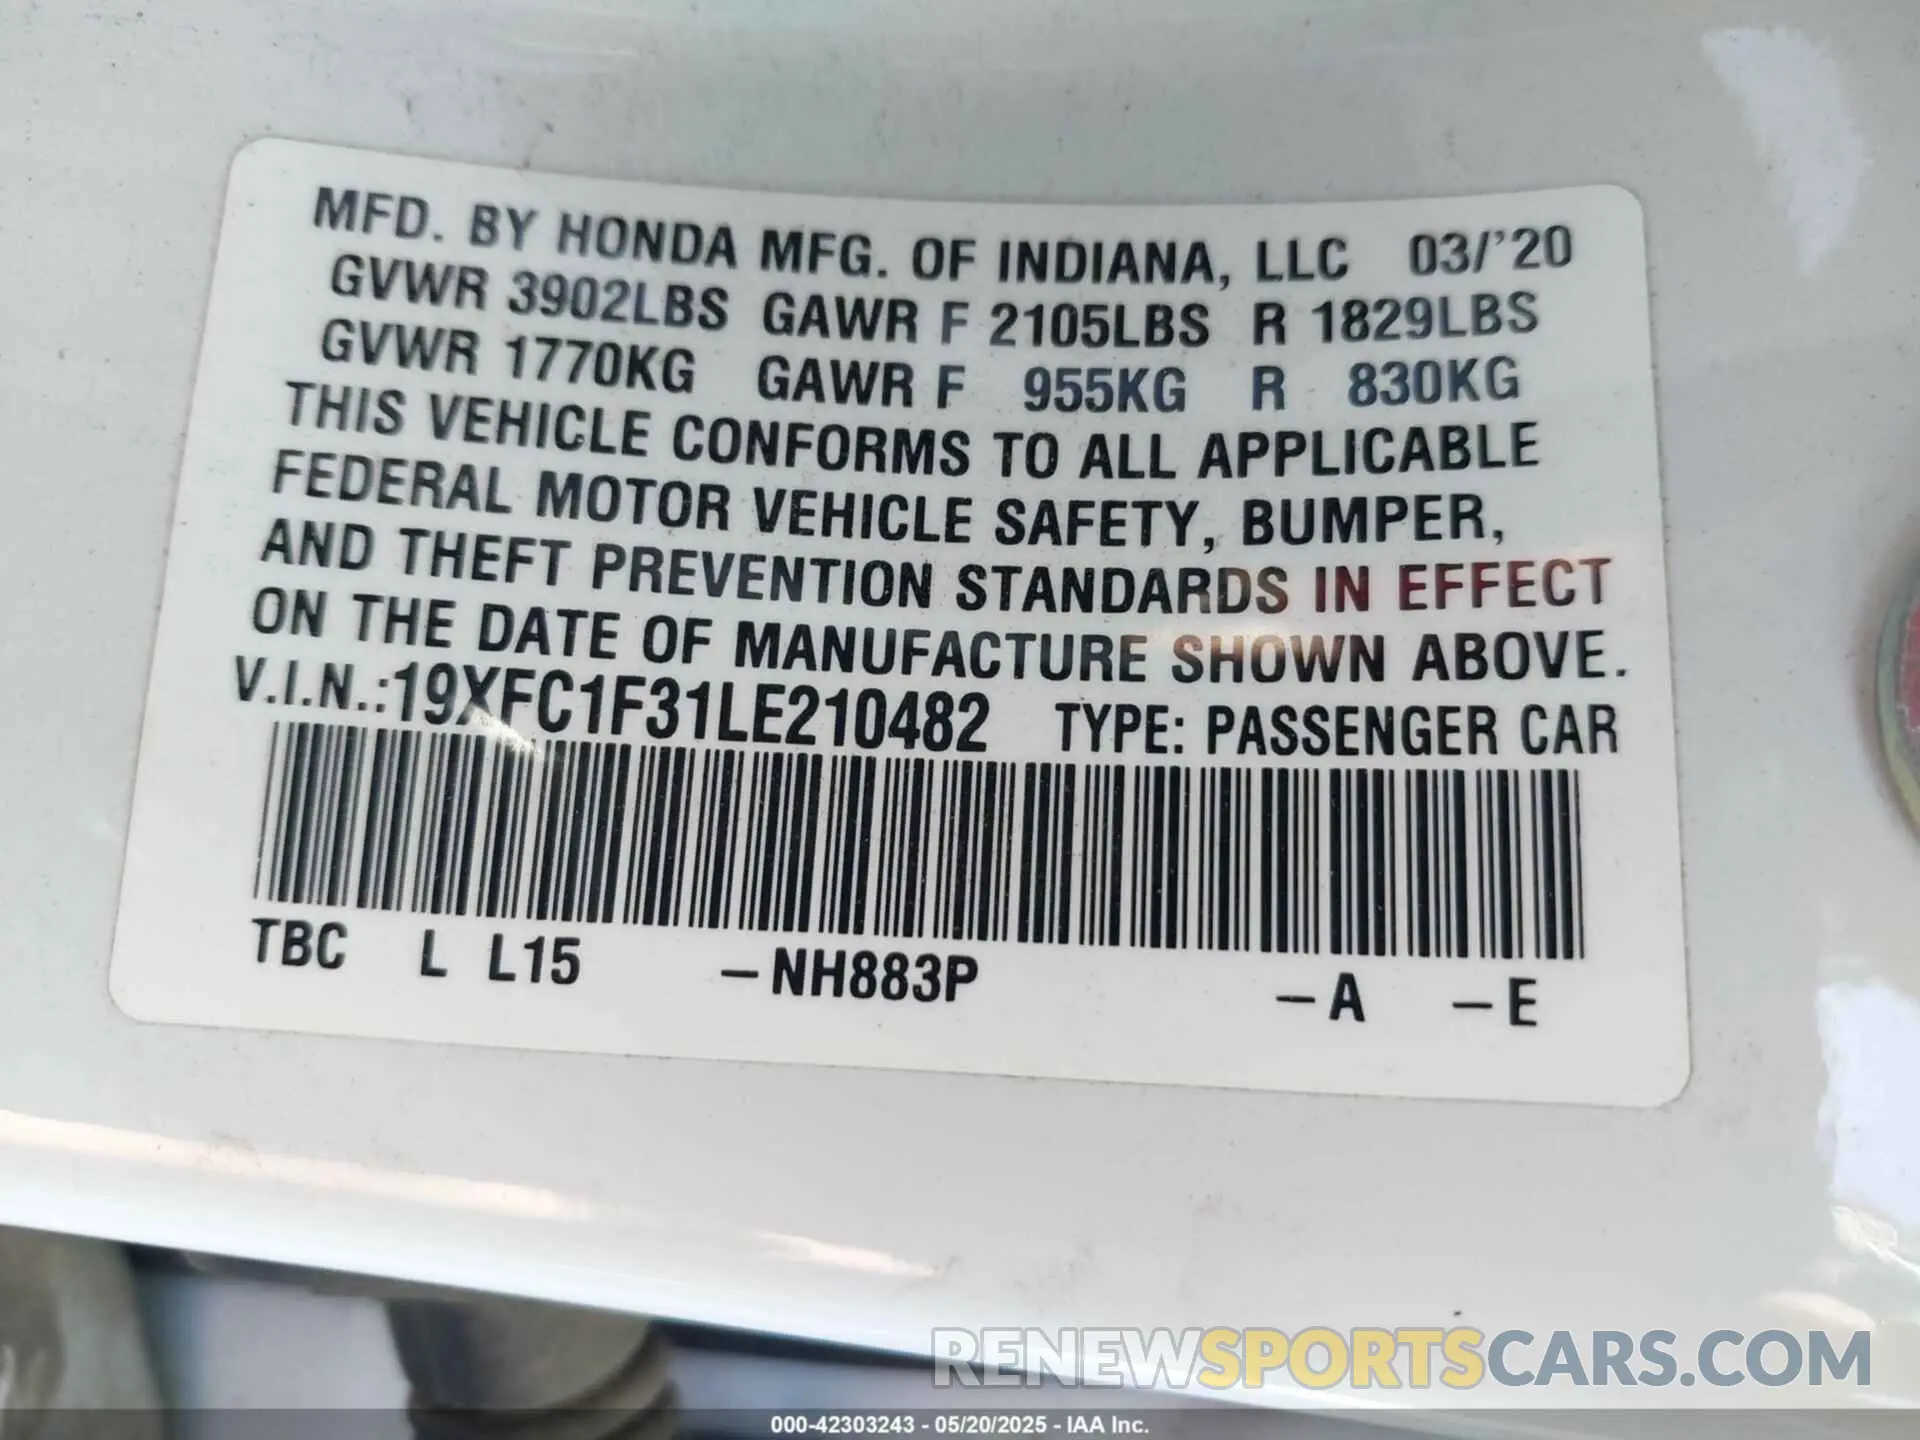 MFD. BY HONDA MFG. OF INDIANA, LLC 03/'20
GVWR 3902LBS GAWR F 2105LBS R 1829LBS
GVWR 1770KG GAWR F 955KG R 830KG
THIS VEHICLE CONFORMS TO ALL APPLICABLE
FEDERAL MOTOR VEHICLE SAFETY, BUMPER,
AND THEFT PREVENTION STANDARDS IN EFFECT
ON THE DATE OF MANUFACTURE SHOWN ABOVE.
V.I.N.:19XFC1F31LE210482 TYPE: PASSENGER CAR
TBC L L15 –NH883P –A –E
RENEWSPORTSCARS.COM
000-42303243 - 05/20/2025 - IAA Inc.